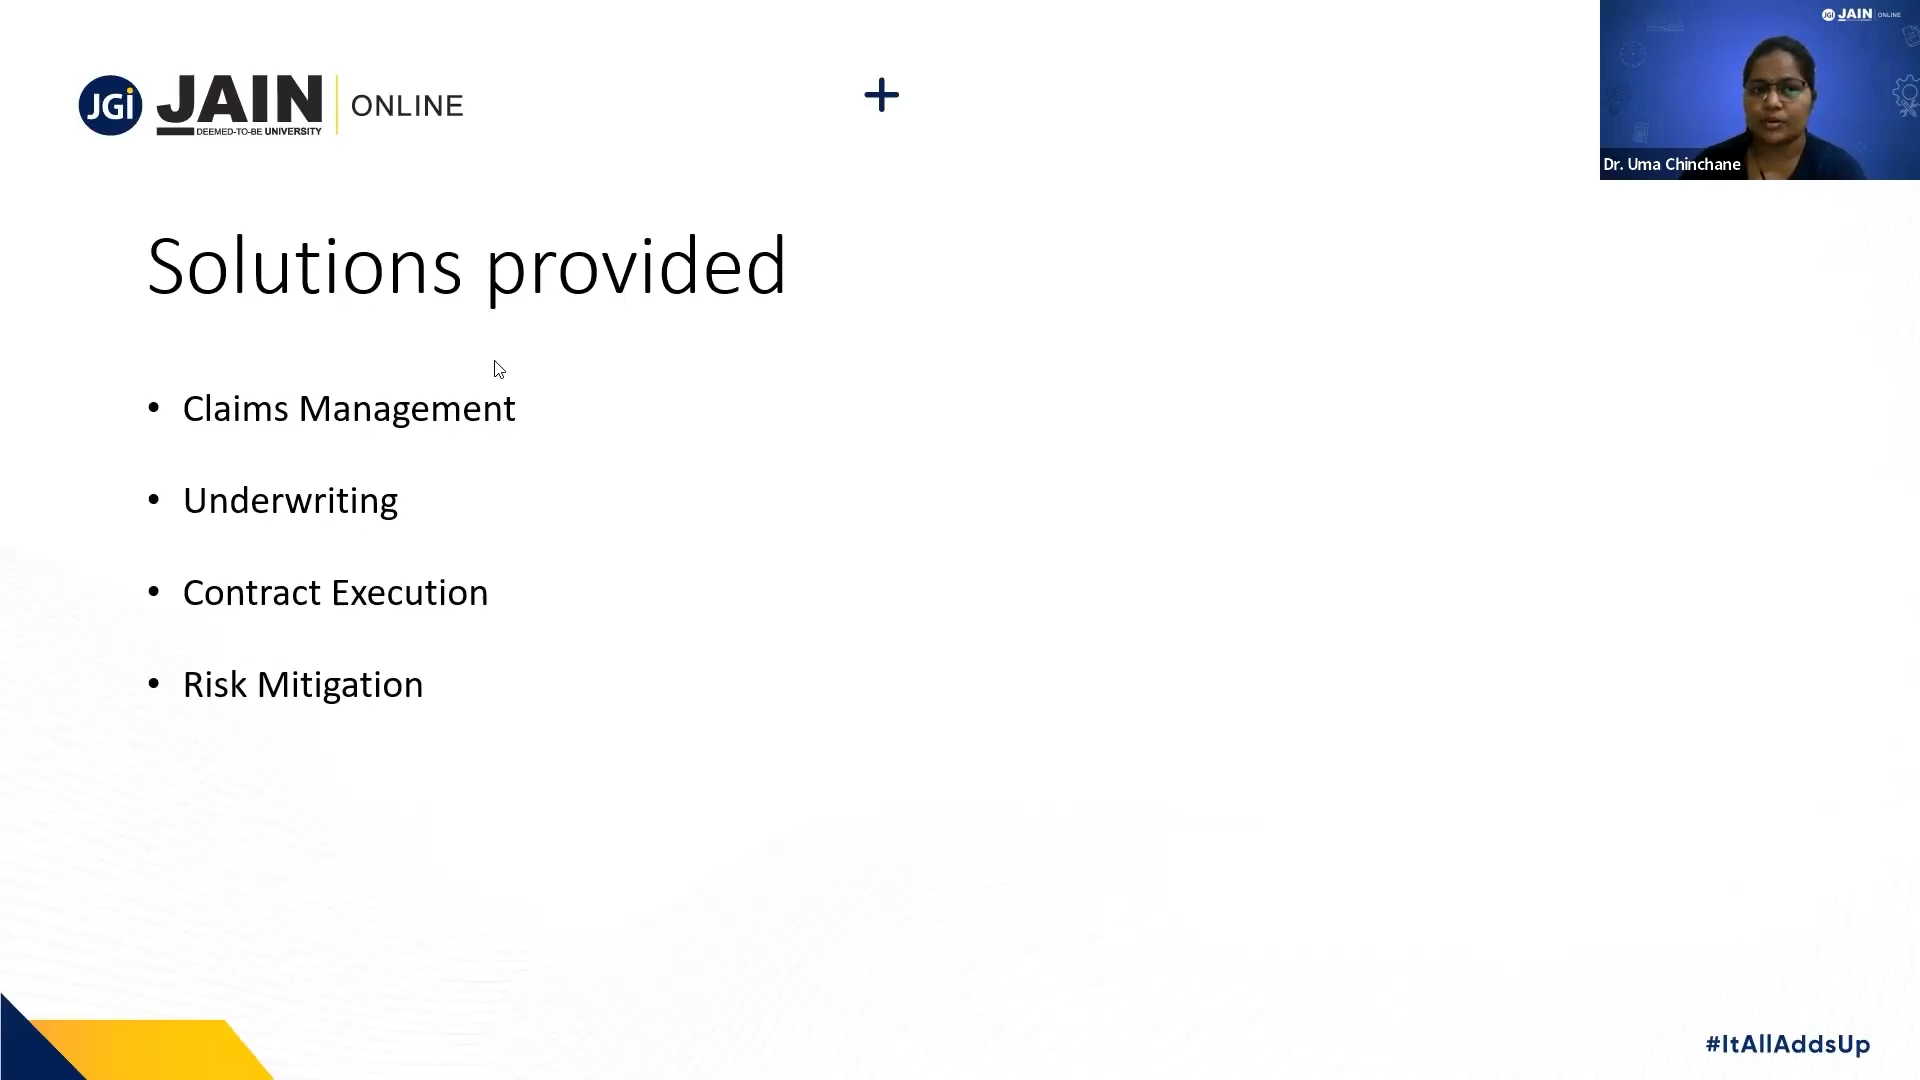 JGi JAIN ONLINE
DEEMED-TO-BE UNIVERSITY
JGi JAIN ONLINE
Dr. Uma Chinchane
Solutions provided
• Claims Management
• Underwriting
• Contract Execution
• Risk Mitigation
#ItAllAddsUp